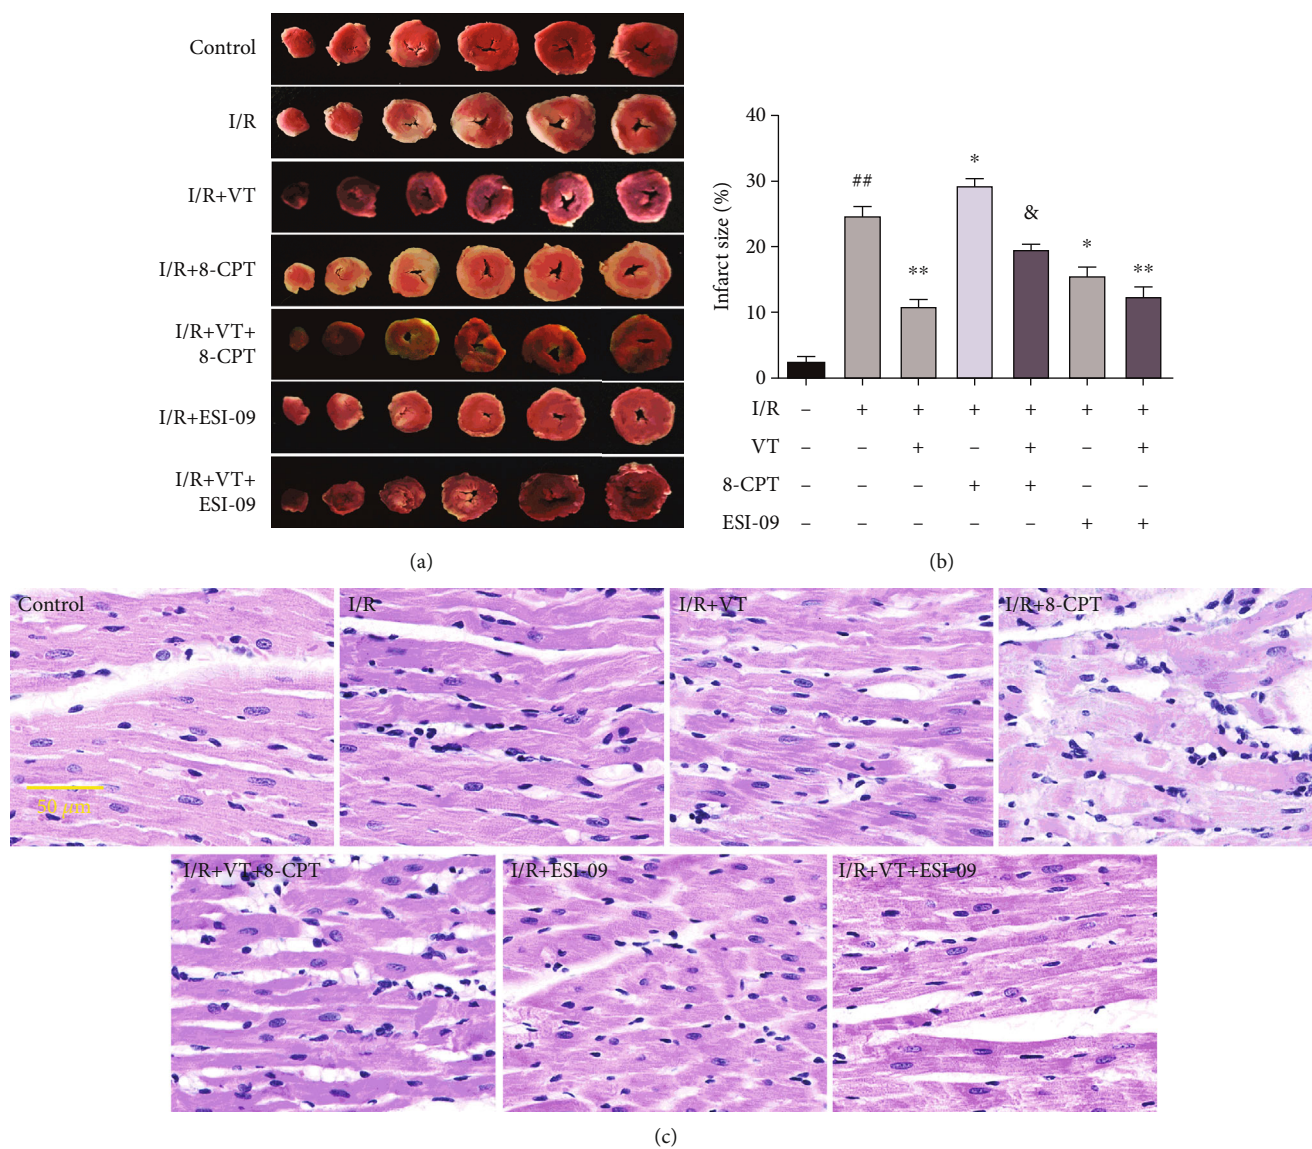 Control
I/R
I/R+VT
I/R+8-CPT
I/R+VT+
8-CPT
I/R+ESI-09
I/R+VT+
ESI-09
(a)
Infarct size (%)
40
30
20
10
0
##
**
*
&
*
**
I/R – + + + + + +
VT – – + – + – +
8-CPT – – – + + – –
ESI-09 – – – – – + +
(b)
Control
50 μm
I/R
I/R+VT
I/R+8-CPT
I/R+VT+8-CPT
I/R+ESI-09
I/R+VT+ESI-09
(c)